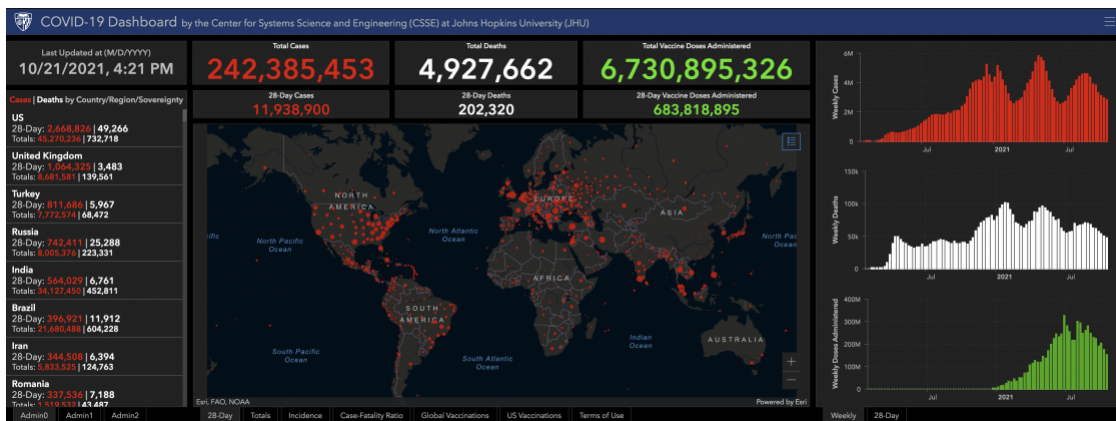 COVID-19 Dashboard by the Center for Systems Science and Engineering (CSSE) at Johns Hopkins University (JHU)
Last Updated at (M/D/YYYY)
10/21/2021, 4:21 PM
Cases | Deaths by Country/Region/Sovereignty
US
28-Day: 2,668,826 | 49,266
Totals: 45,270,236 | 732,718
United Kingdom
28-Day: 1,064,325 | 3,483
Totals: 8,681,581 | 139,561
Turkey
28-Day: 811,686 | 5,967
Totals: 7,772,574 | 68,472
Russia
28-Day: 742,411 | 25,288
Totals: 8,005,376 | 223,331
India
28-Day: 564,029 | 6,761
Totals: 34,127,450 | 452,811
Brazil
28-Day: 396,921 | 11,912
Totals: 21,680,488 | 604,228
Iran
28-Day: 344,508 | 6,394
Totals: 5,833,525 | 124,763
Romania
28-Day: 337,536 | 7,188
Totals: 1,519,532 | 43,487
Admin0 Admin1 Admin2
Total Cases
242,385,453
Total Deaths
4,927,662
Total Vaccine Doses Administered
6,730,895,326
28-Day Cases
11,938,900
28-Day Deaths
202,320
28-Day Vaccine Doses Administered
683,818,895
NORTH
AMERICA
EUROPE
ASIA
North Pacific
Ocean
North Atlantic
Ocean
North Pac
Ocean
AFRICA
SOUTH
AMERICA
Indian
Ocean
AUSTRALIA
South Pacific
Ocean
South Atlantic
Ocean
+
−
Esri, FAO, NOAA
Powered by Esri
28-Day Totals Incidence Case-Fatality Ratio Global Vaccinations US Vaccinations Terms of Use
Weekly Cases
6M
4M
2M
0
Jul 2021 Jul
Weekly Deaths
150k
100k
50k
0
Jul 2021 Jul
Weekly Doses Administered
400M
300M
200M
100M
0
Jul 2021 Jul
Weekly 28-Day